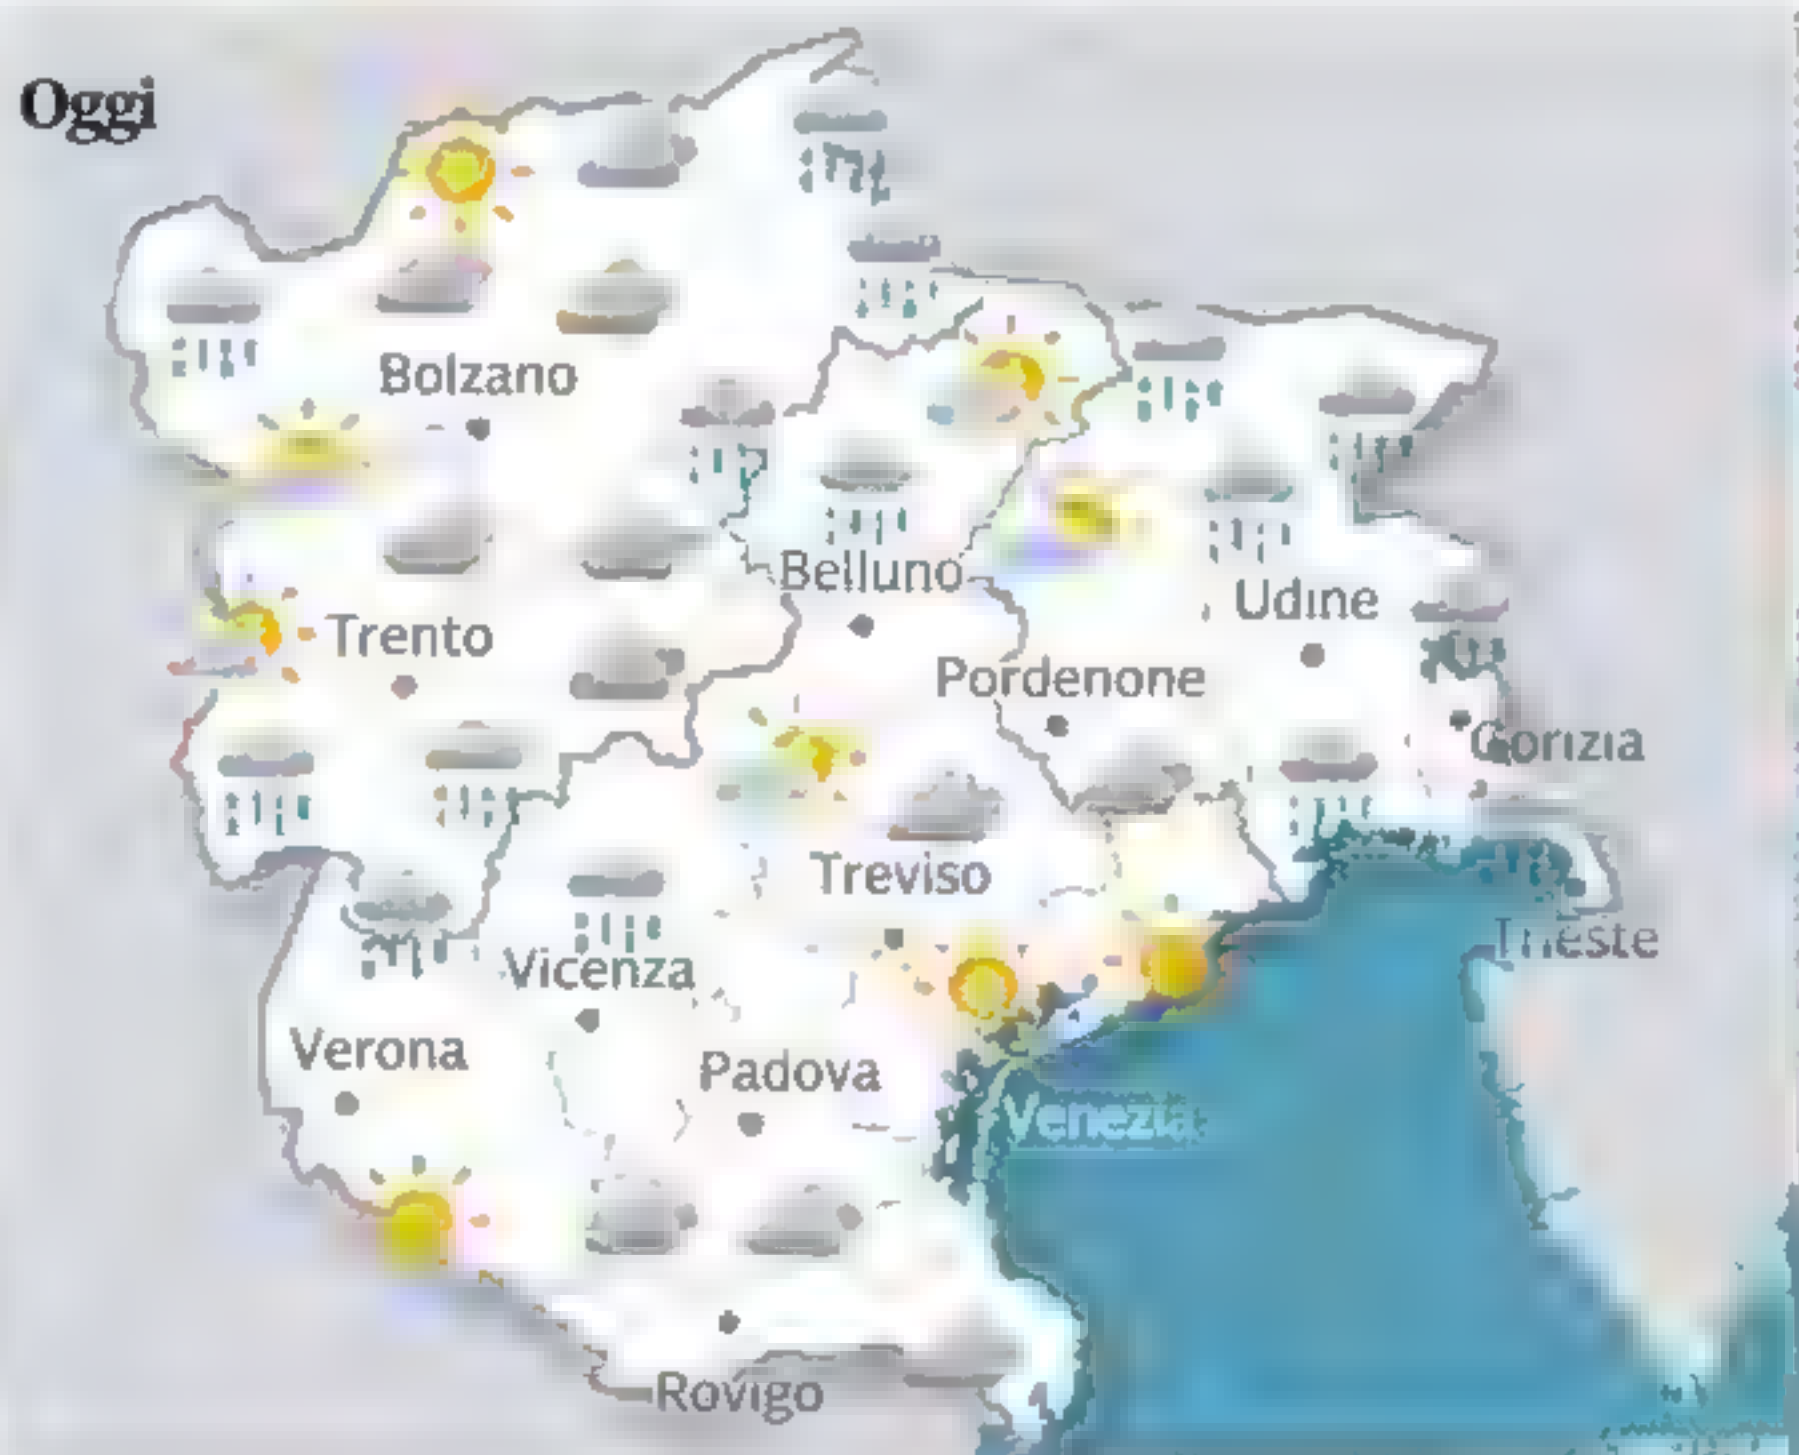 Oggi
Bolzano
Belluno
Udine
Trento
Pordenone
Gorizia
Treviso
Trieste
Vicenza
Verona
Padova
Venezia
Rovigo